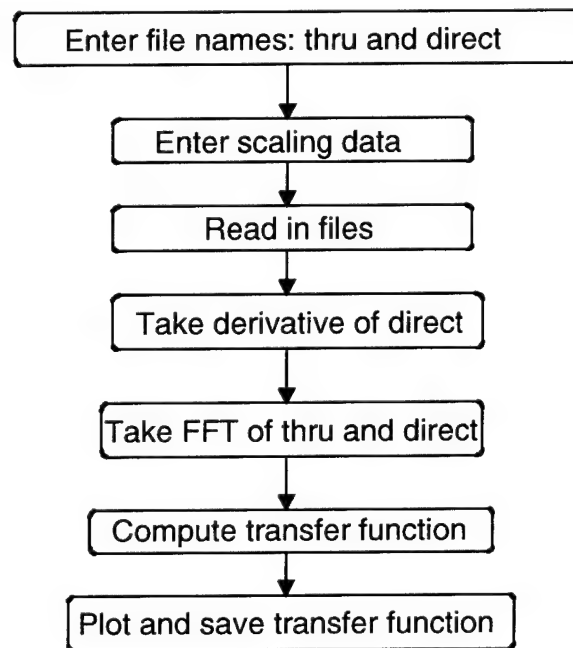 Enter file names: thru and direct
Enter scaling data
Read in files
Take derivative of direct
Take FFT of thru and direct
Compute transfer function
Plot and save transfer function